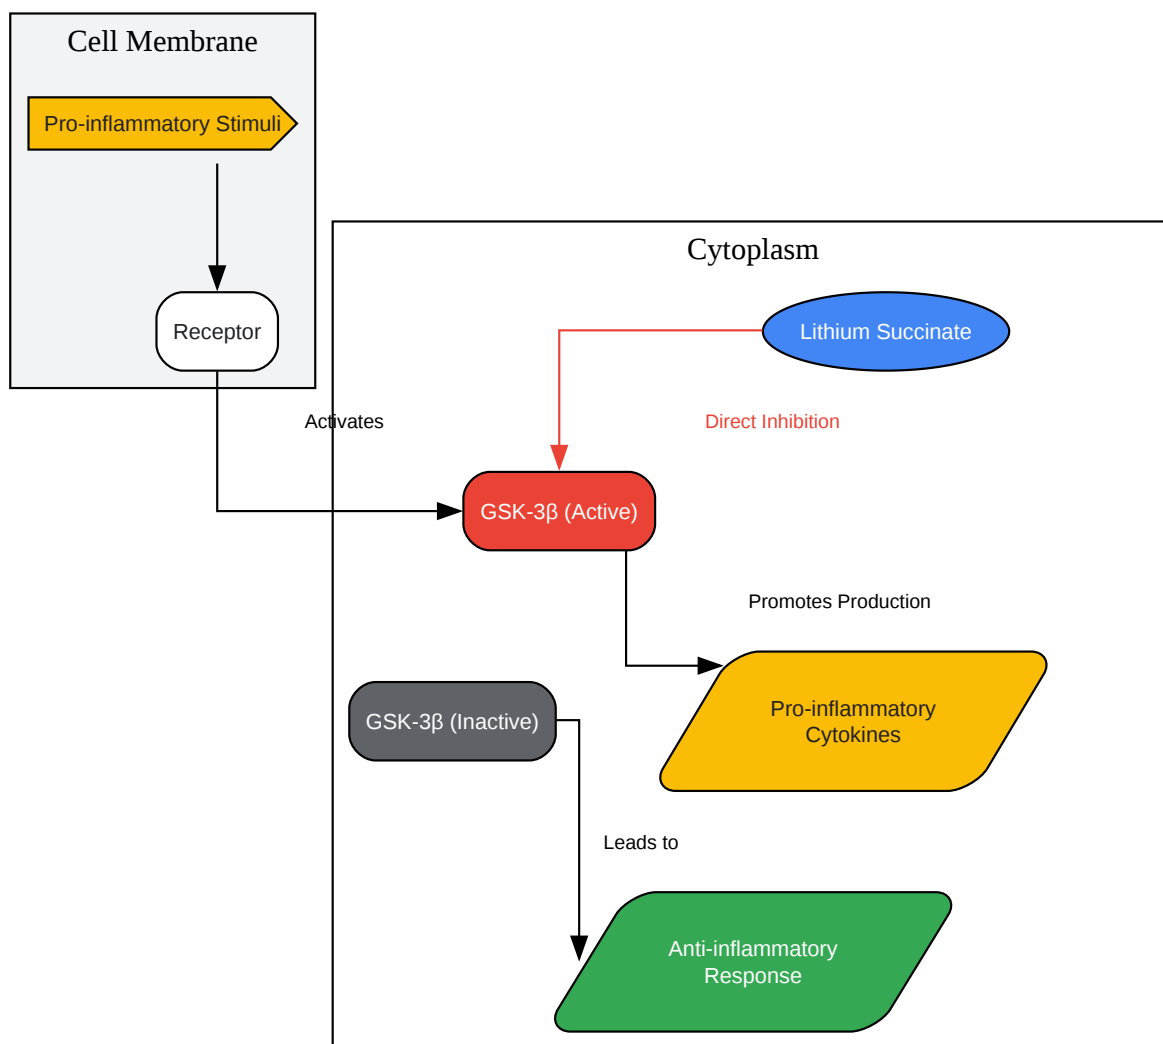 Cell Membrane
Pro-inflammatory Stimuli
Receptor
Cytoplasm
Lithium Succinate
Activates
Direct Inhibition
GSK-3β (Active)
Promotes Production
GSK-3β (Inactive)
Pro-inflammatory
Cytokines
Leads to
Anti-inflammatory
Response